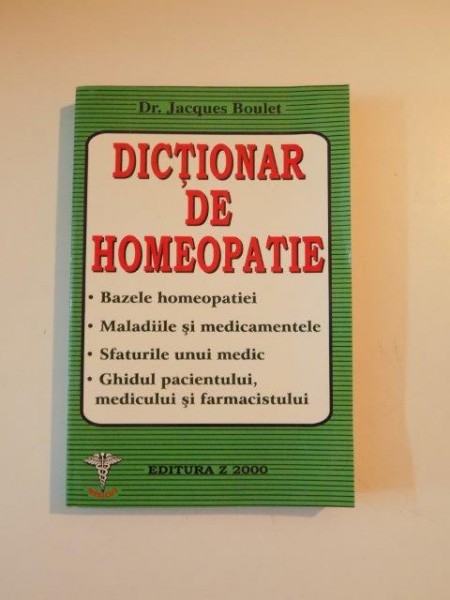 Dr. Jacques Boulet
DICȚIONAR
DE
HOMEOPATIE
• Bazele homeopatiei
• Maladiile și medicamentele
• Sfaturile unui medic
• Ghidul pacientului,
medicului și farmacistului
EDITURA Z 2000